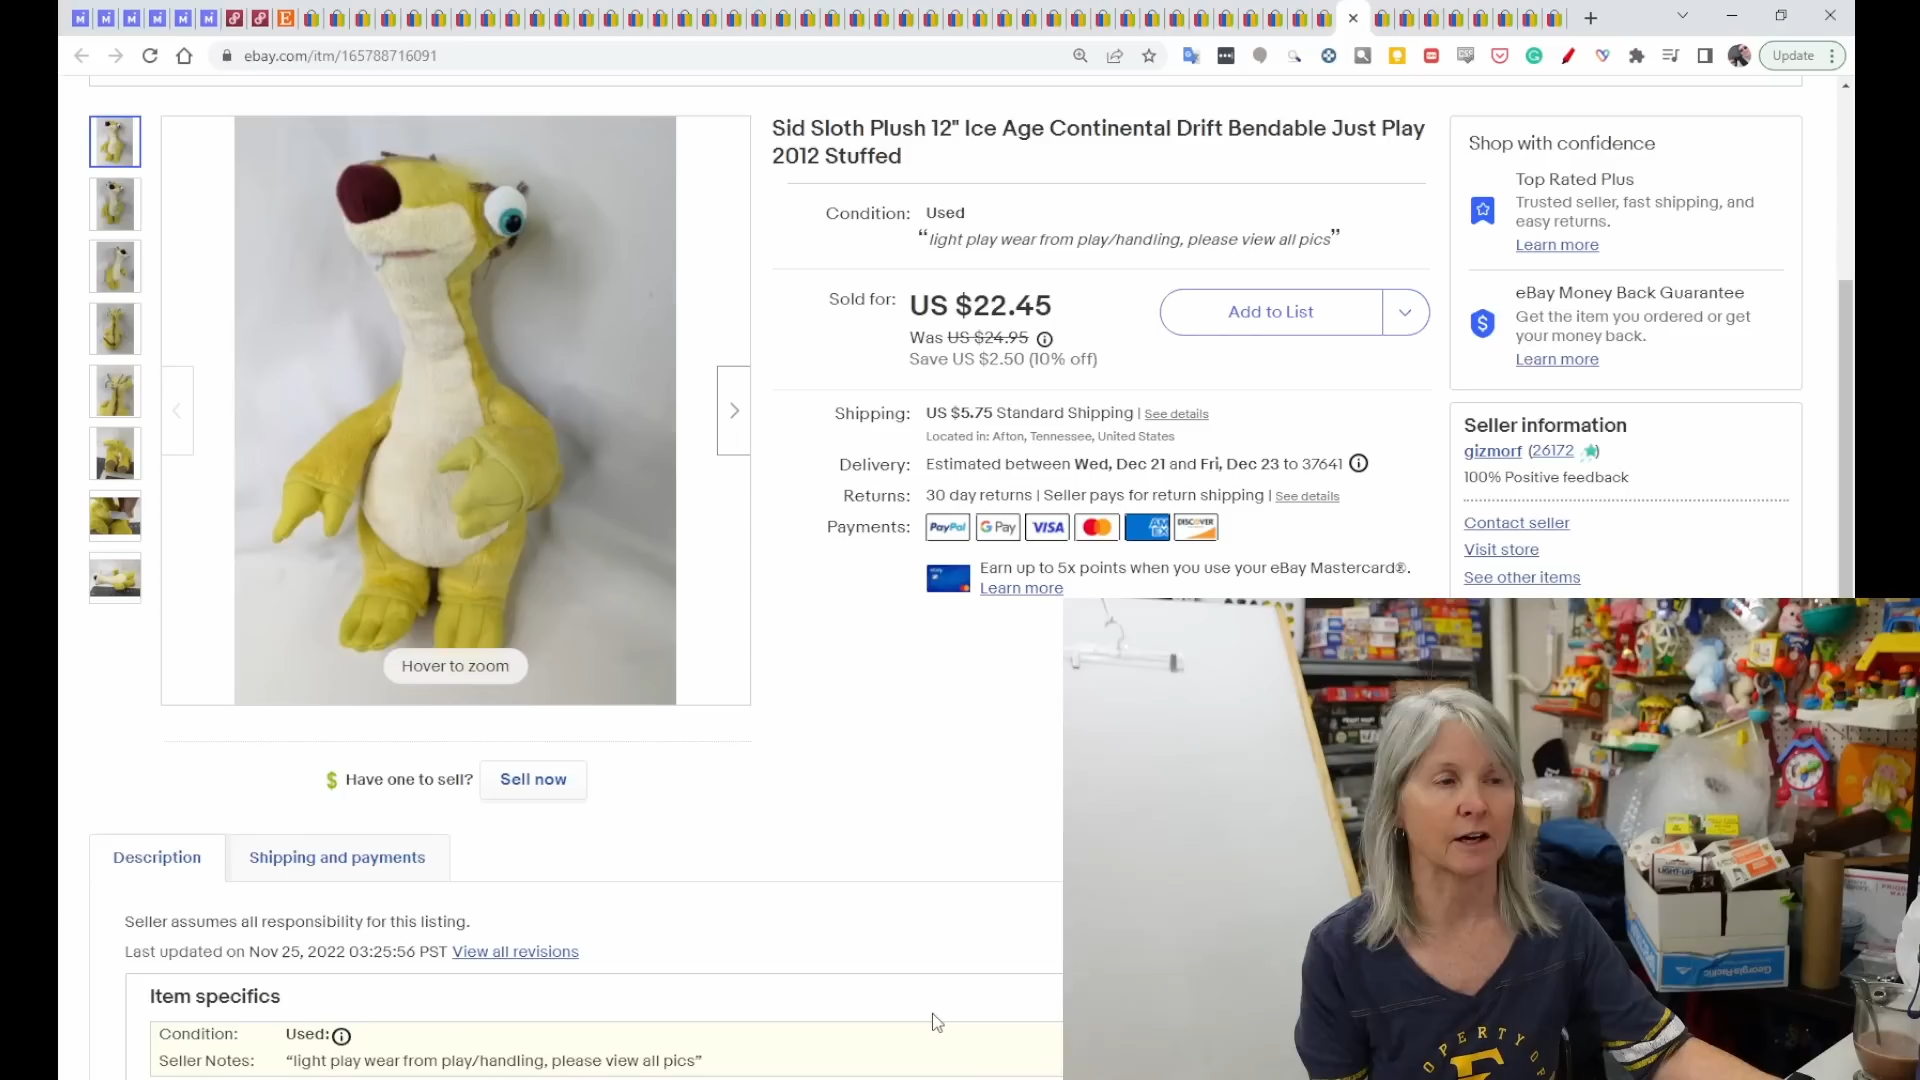 Update
ebay.com/itm/165788716091
Sid Sloth Plush 12" Ice Age Continental Drift Bendable Just Play
2012 Stuffed
Condition: Used
“light play wear from play/handling, please view all pics”
Sold for: US $22.45
Was US $24.95
Save US $2.50 (10% off)
Add to List
Shipping: US $5.75 Standard Shipping | See details
Located in: Afton, Tennessee, United States
Delivery: Estimated between Wed, Dec 21 and Fri, Dec 23 to 37641
Returns: 30 day returns | Seller pays for return shipping | See details
Payments: PayPal G Pay VISA AM EX DISCOVER
Earn up to 5x points when you use your eBay Mastercard®.
Learn more
Shop with confidence
Top Rated Plus
Trusted seller, fast shipping, and
easy returns.
Learn more
eBay Money Back Guarantee
Get the item you ordered or get
your money back.
Learn more
Seller information
gizmorf (26172)
100% Positive feedback
Contact seller
Visit store
See other items
Hover to zoom
Have one to sell? Sell now
Description
Shipping and payments
Seller assumes all responsibility for this listing.
Last updated on Nov 25, 2022 03:25:56 PST View all revisions
Item specifics
Condition: Used:
Seller Notes: “light play wear from play/handling, please view all pics”
Georgia-Pacific
OPERTY O